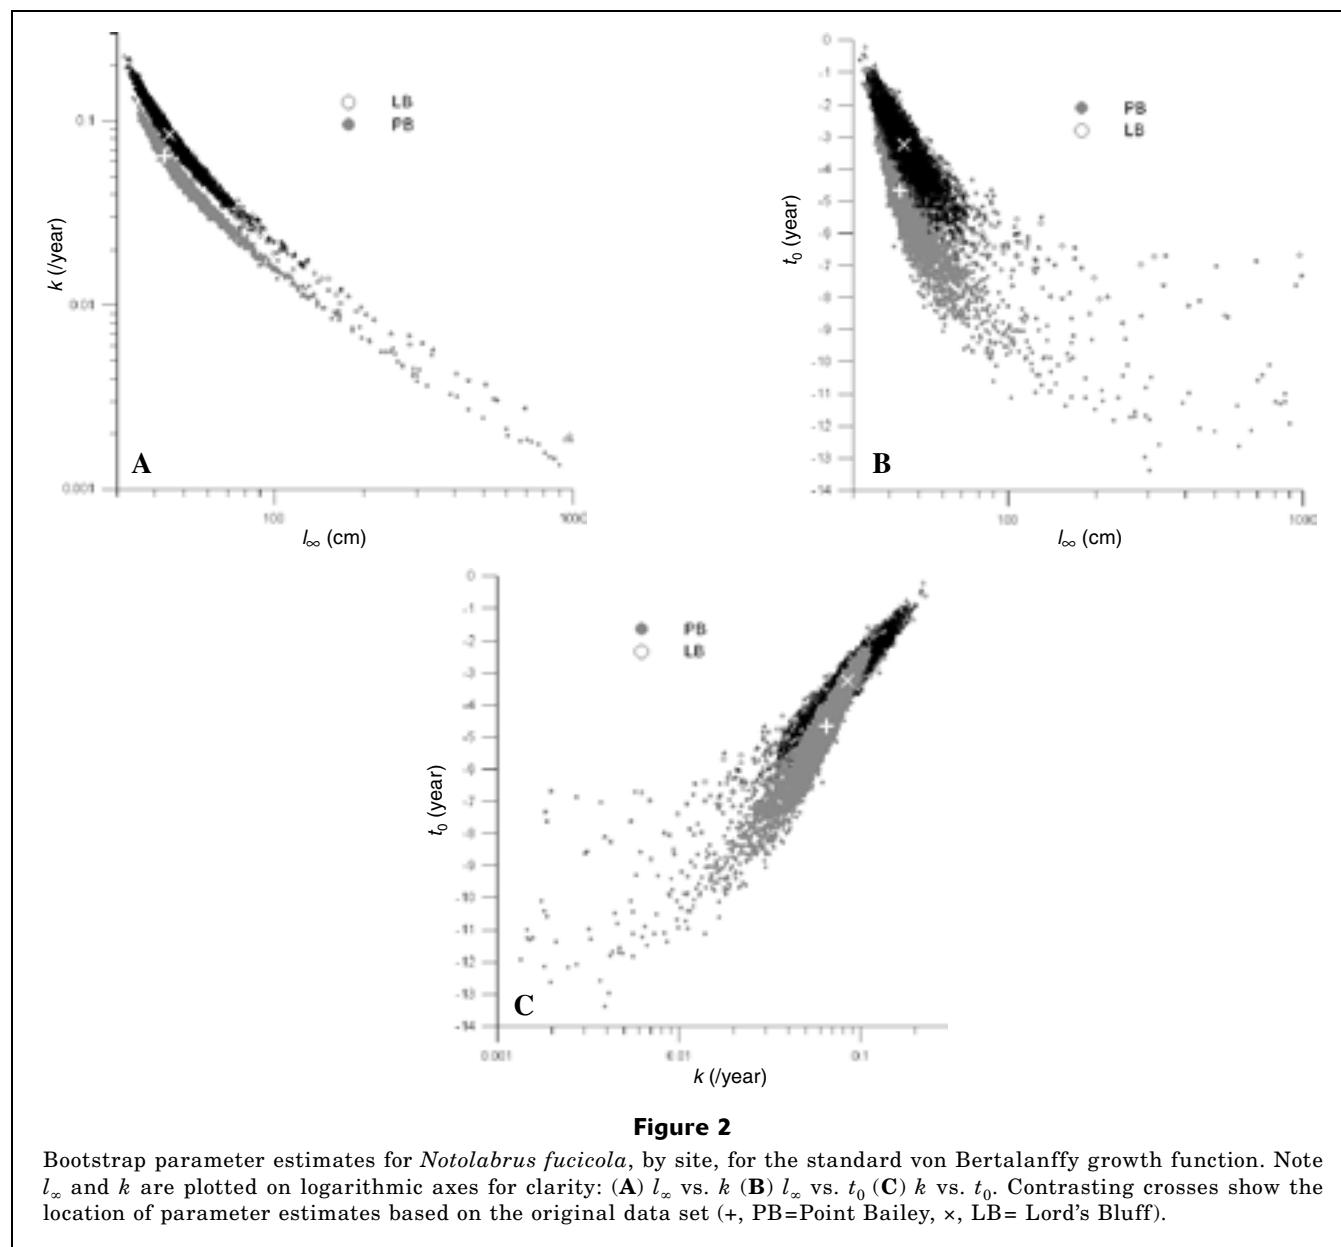 LB
PB
0.1
0.01
0.001
k (/year)
A
100
1000
l∞ (cm)
PB
LB
0
-1
-2
-3
-4
-5
-6
-7
-8
-9
-10
-11
-12
-13
-14
t0 (year)
B
100
1000
l∞ (cm)
PB
LB
0
-1
-2
-3
-4
-5
-6
-7
-8
-9
-10
-11
-12
-13
-14
t0 (year)
C
0.001
0.01
0.1
k (/year)
Figure 2
Bootstrap parameter estimates for Notolabrus fucicola, by site, for the standard von Bertalanffy growth function. Note
l∞ and k are plotted on logarithmic axes for clarity: (A) l∞ vs. k (B) l∞ vs. t0 (C) k vs. t0. Contrasting crosses show the
location of parameter estimates based on the original data set (+, PB=Point Bailey, ×, LB= Lord's Bluff).